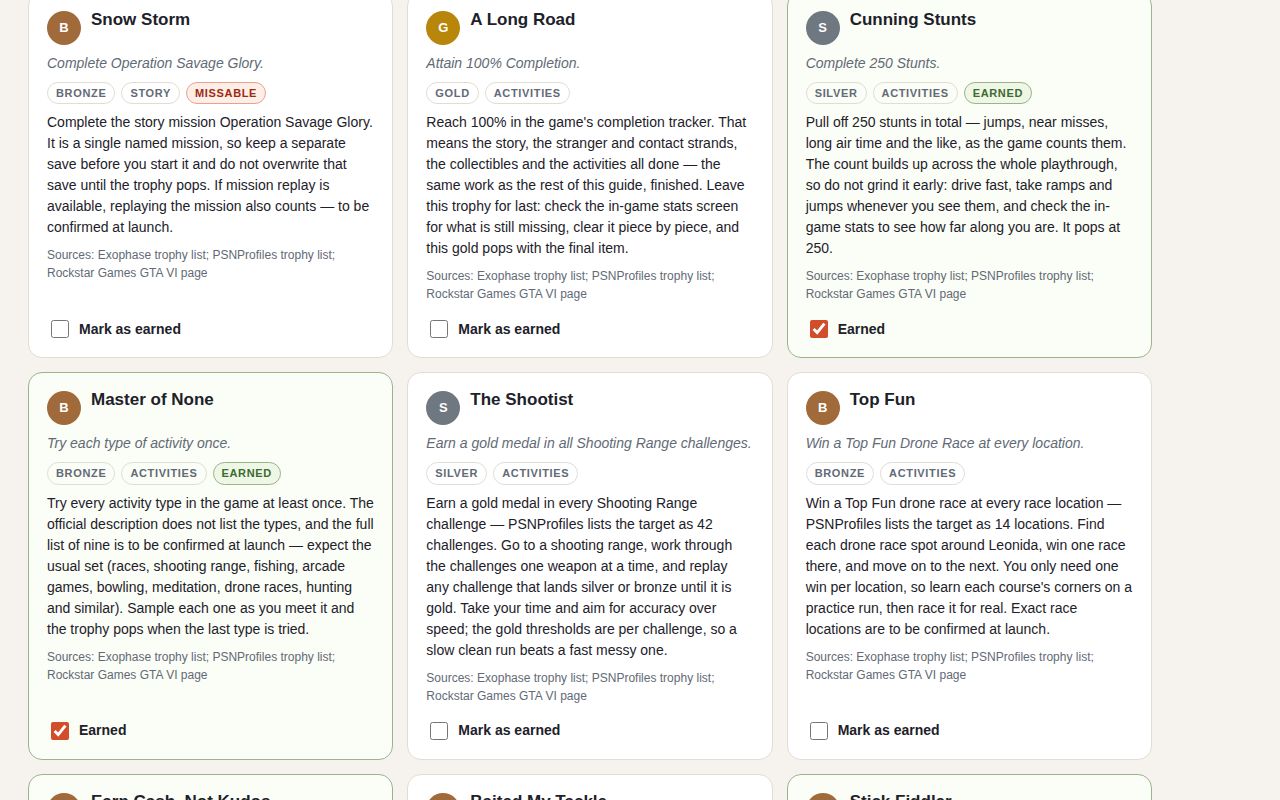 B Snow Storm
Complete Operation Savage Glory.
BRONZE STORY MISSABLE
Complete the story mission Operation Savage Glory.
It is a single named mission, so keep a separate
save before you start it and do not overwrite that
save until the trophy pops. If mission replay is
available, replaying the mission also counts — to be
confirmed at launch.
Sources: Exophase trophy list; PSNProfiles trophy list;
Rockstar Games GTA VI page
Mark as earned
G A Long Road
Attain 100% Completion.
GOLD ACTIVITIES
Reach 100% in the game's completion tracker. That
means the story, the stranger and contact strands,
the collectibles and the activities all done — the
same work as the rest of this guide, finished. Leave
this trophy for last: check the in-game stats screen
for what is still missing, clear it piece by piece, and
this gold pops with the final item.
Sources: Exophase trophy list; PSNProfiles trophy list;
Rockstar Games GTA VI page
Mark as earned
S Cunning Stunts
Complete 250 Stunts.
SILVER ACTIVITIES EARNED
Pull off 250 stunts in total — jumps, near misses,
long air time and the like, as the game counts them.
The count builds up across the whole playthrough,
so do not grind it early: drive fast, take ramps and
jumps whenever you see them, and check the in-
game stats to see how far along you are. It pops at
250.
Sources: Exophase trophy list; PSNProfiles trophy list;
Rockstar Games GTA VI page
Earned
B Master of None
Try each type of activity once.
BRONZE ACTIVITIES EARNED
Try every activity type in the game at least once. The
official description does not list the types, and the full
list of nine is to be confirmed at launch — expect the
usual set (races, shooting range, fishing, arcade
games, bowling, meditation, drone races, hunting
and similar). Sample each one as you meet it and
the trophy pops when the last type is tried.
Sources: Exophase trophy list; PSNProfiles trophy list;
Rockstar Games GTA VI page
Earned
S The Shootist
Earn a gold medal in all Shooting Range challenges.
SILVER ACTIVITIES
Earn a gold medal in every Shooting Range
challenge — PSNProfiles lists the target as 42
challenges. Go to a shooting range, work through
the challenges one weapon at a time, and replay
any challenge that lands silver or bronze until it is
gold. Take your time and aim for accuracy over
speed; the gold thresholds are per challenge, so a
slow clean run beats a fast messy one.
Sources: Exophase trophy list; PSNProfiles trophy list;
Rockstar Games GTA VI page
Mark as earned
B Top Fun
Win a Top Fun Drone Race at every location.
BRONZE ACTIVITIES
Win a Top Fun drone race at every race location —
PSNProfiles lists the target as 14 locations. Find
each drone race spot around Leonida, win one race
there, and move on to the next. You only need one
win per location, so learn each course's corners on a
practice run, then race it for real. Exact race
locations are to be confirmed at launch.
Sources: Exophase trophy list; PSNProfiles trophy list;
Rockstar Games GTA VI page
Mark as earned
Earn Cash, Not Kudos
Baited My Tackle
Stick Fiddler